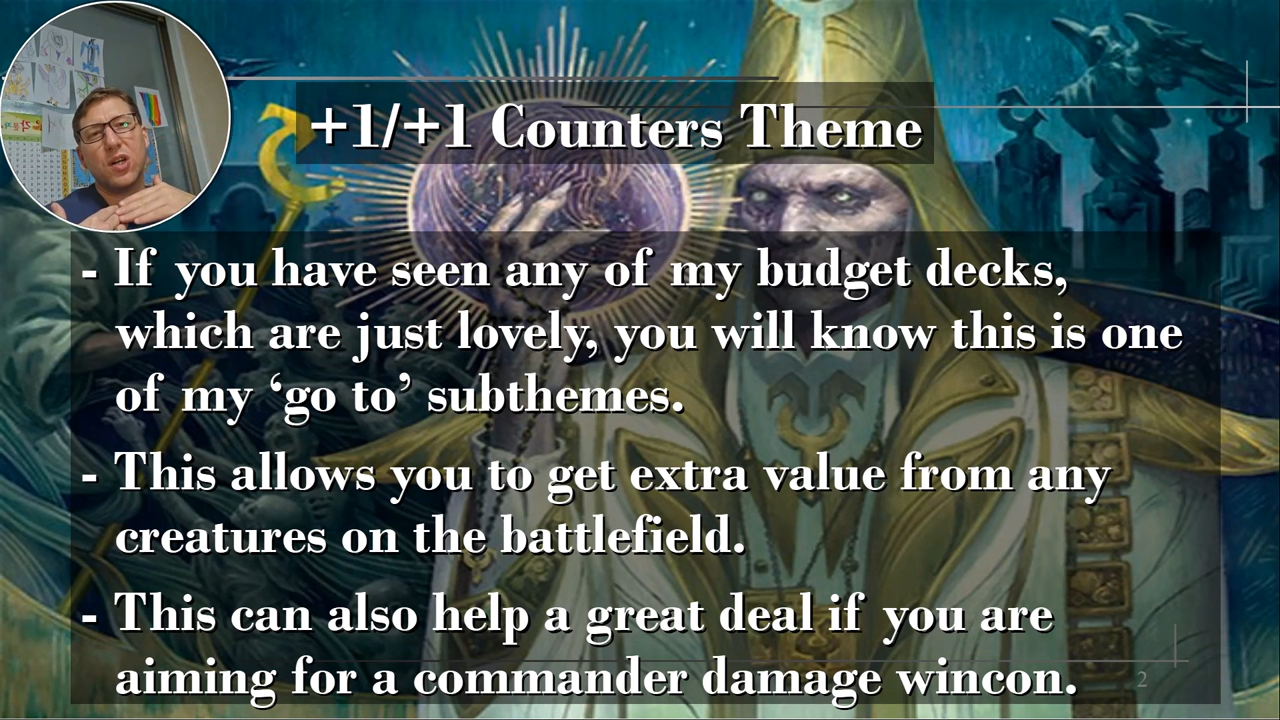 +1/+1 Counters Theme
- If you have seen any of my budget decks,
which are just lovely, you will know this is one
of my ‘go to’ subthemes.
- This allows you to get extra value from any
creatures on the battlefield.
- This can also help a great deal if you are
aiming for a commander damage wincon.
2